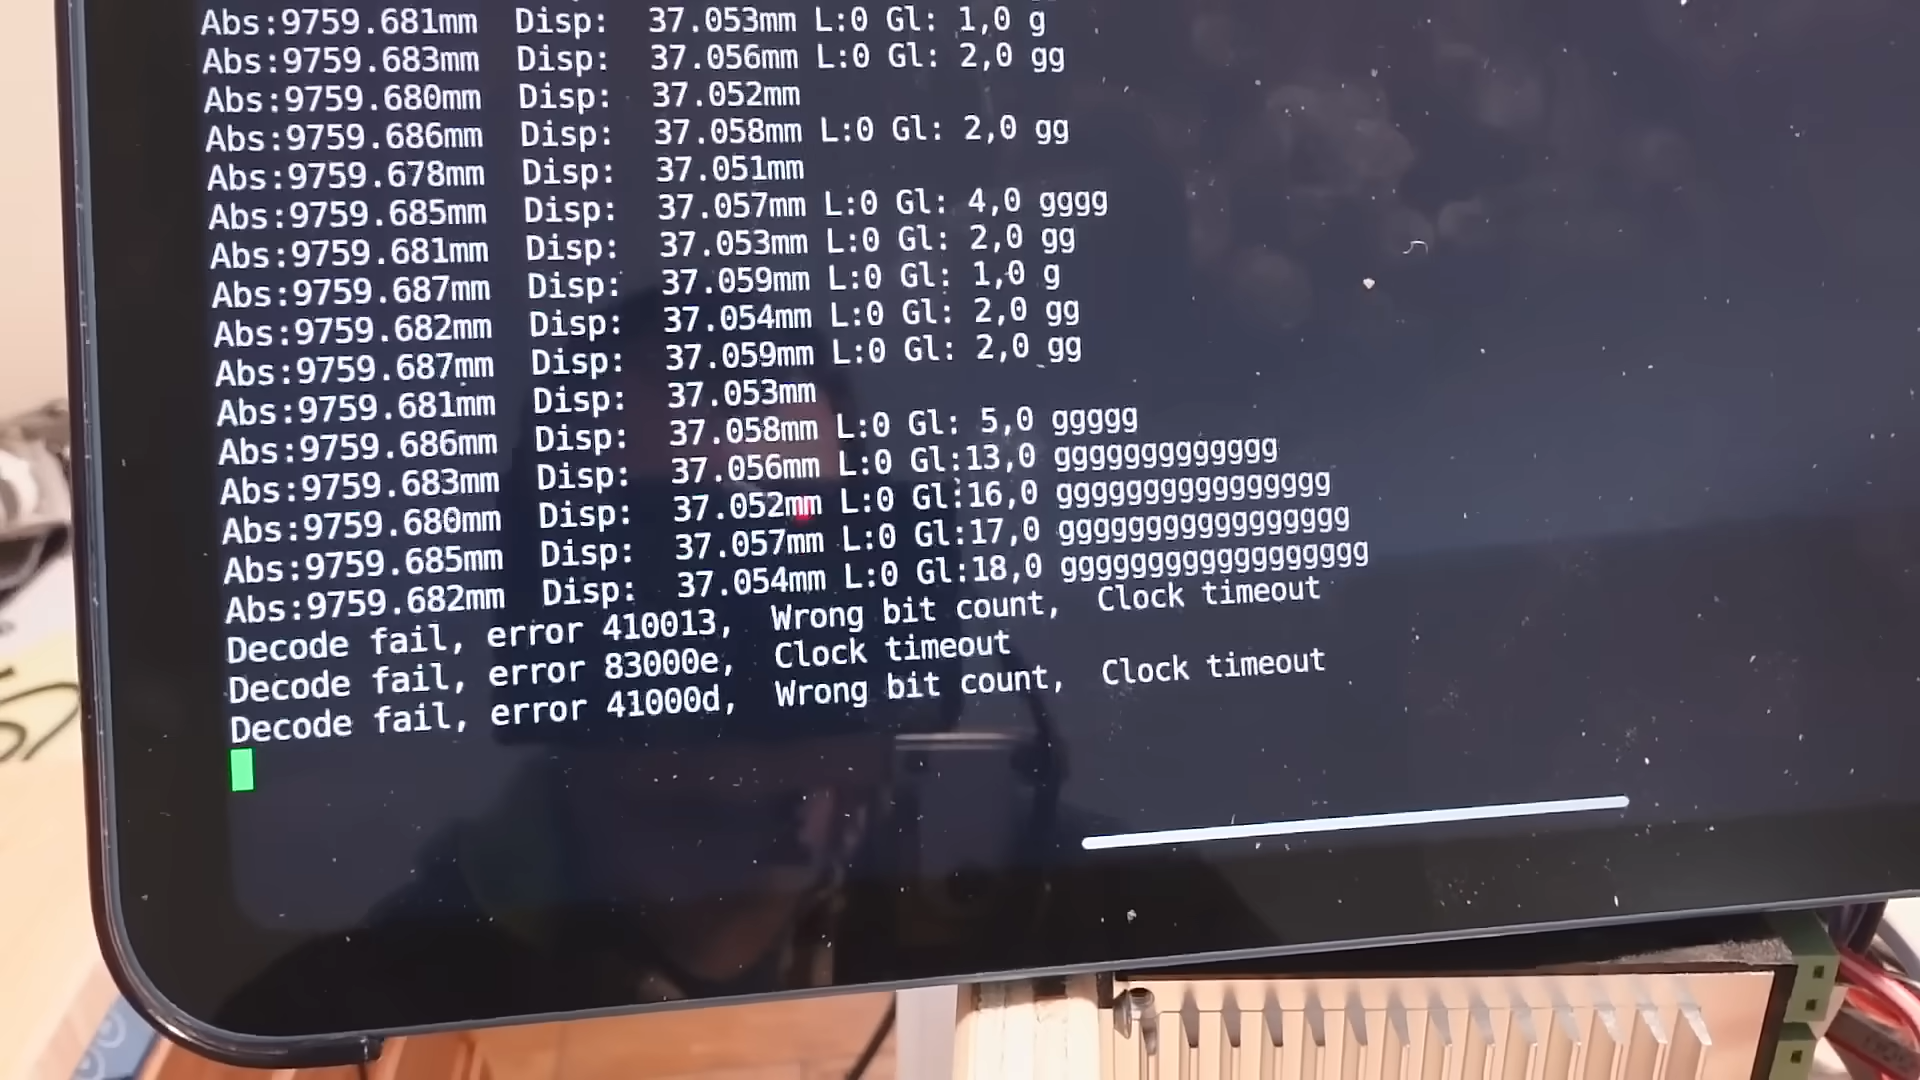 Abs:9759.681mm  Disp:  37.053mm L:0 Gl: 1,0 g
Abs:9759.683mm  Disp:  37.056mm L:0 Gl: 2,0 gg
Abs:9759.680mm  Disp:  37.052mm
Abs:9759.686mm  Disp:  37.058mm L:0 Gl: 2,0 gg
Abs:9759.678mm  Disp:  37.051mm
Abs:9759.685mm  Disp:  37.057mm L:0 Gl: 4,0 gggg
Abs:9759.681mm  Disp:  37.053mm L:0 Gl: 2,0 gg
Abs:9759.687mm  Disp:  37.059mm L:0 Gl: 1,0 g
Abs:9759.682mm  Disp:  37.054mm L:0 Gl: 2,0 gg
Abs:9759.687mm  Disp:  37.059mm L:0 Gl: 2,0 gg
Abs:9759.681mm  Disp:  37.053mm
Abs:9759.686mm  Disp:  37.058mm L:0 Gl: 5,0 ggggg
Abs:9759.683mm  Disp:  37.056mm L:0 Gl:13,0 ggggggggggggg
Abs:9759.680mm  Disp:  37.052mm L:0 Gl:16,0 gggggggggggggggg
Abs:9759.685mm  Disp:  37.057mm L:0 Gl:17,0 ggggggggggggggggg
Abs:9759.682mm  Disp:  37.054mm L:0 Gl:18,0 gggggggggggggggggg
Decode fail, error 410013,  Wrong bit count,  Clock timeout
Decode fail, error 83000e,  Clock timeout
Decode fail, error 41000d,  Wrong bit count,  Clock timeout